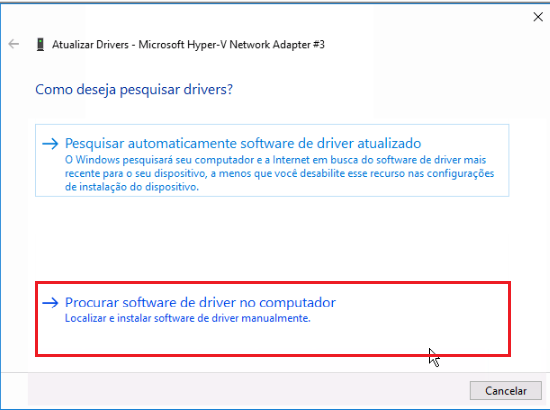 Atualizar Drivers - Microsoft Hyper-V Network Adapter #3
Como deseja pesquisar drivers?
Pesquisar automaticamente software de driver atualizado
O Windows pesquisará seu computador e a Internet em busca do software de driver mais
recente para o seu dispositivo, a menos que você desabilite esse recurso nas configurações
de instalação do dispositivo.
Procurar software de driver no computador
Localizar e instalar software de driver manualmente.
Cancelar